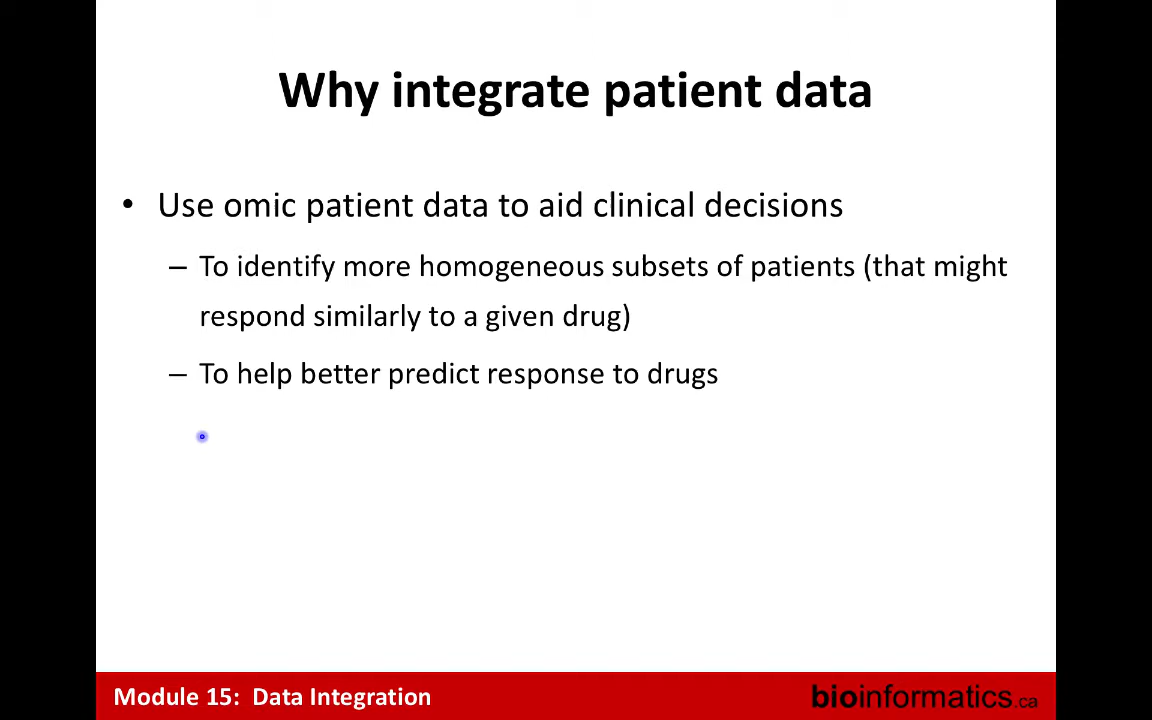 Why integrate patient data
• Use omic patient data to aid clinical decisions
– To identify more homogeneous subsets of patients (that might
respond similarly to a given drug)
– To help better predict response to drugs
Module 15: Data Integration
bioinformatics.ca